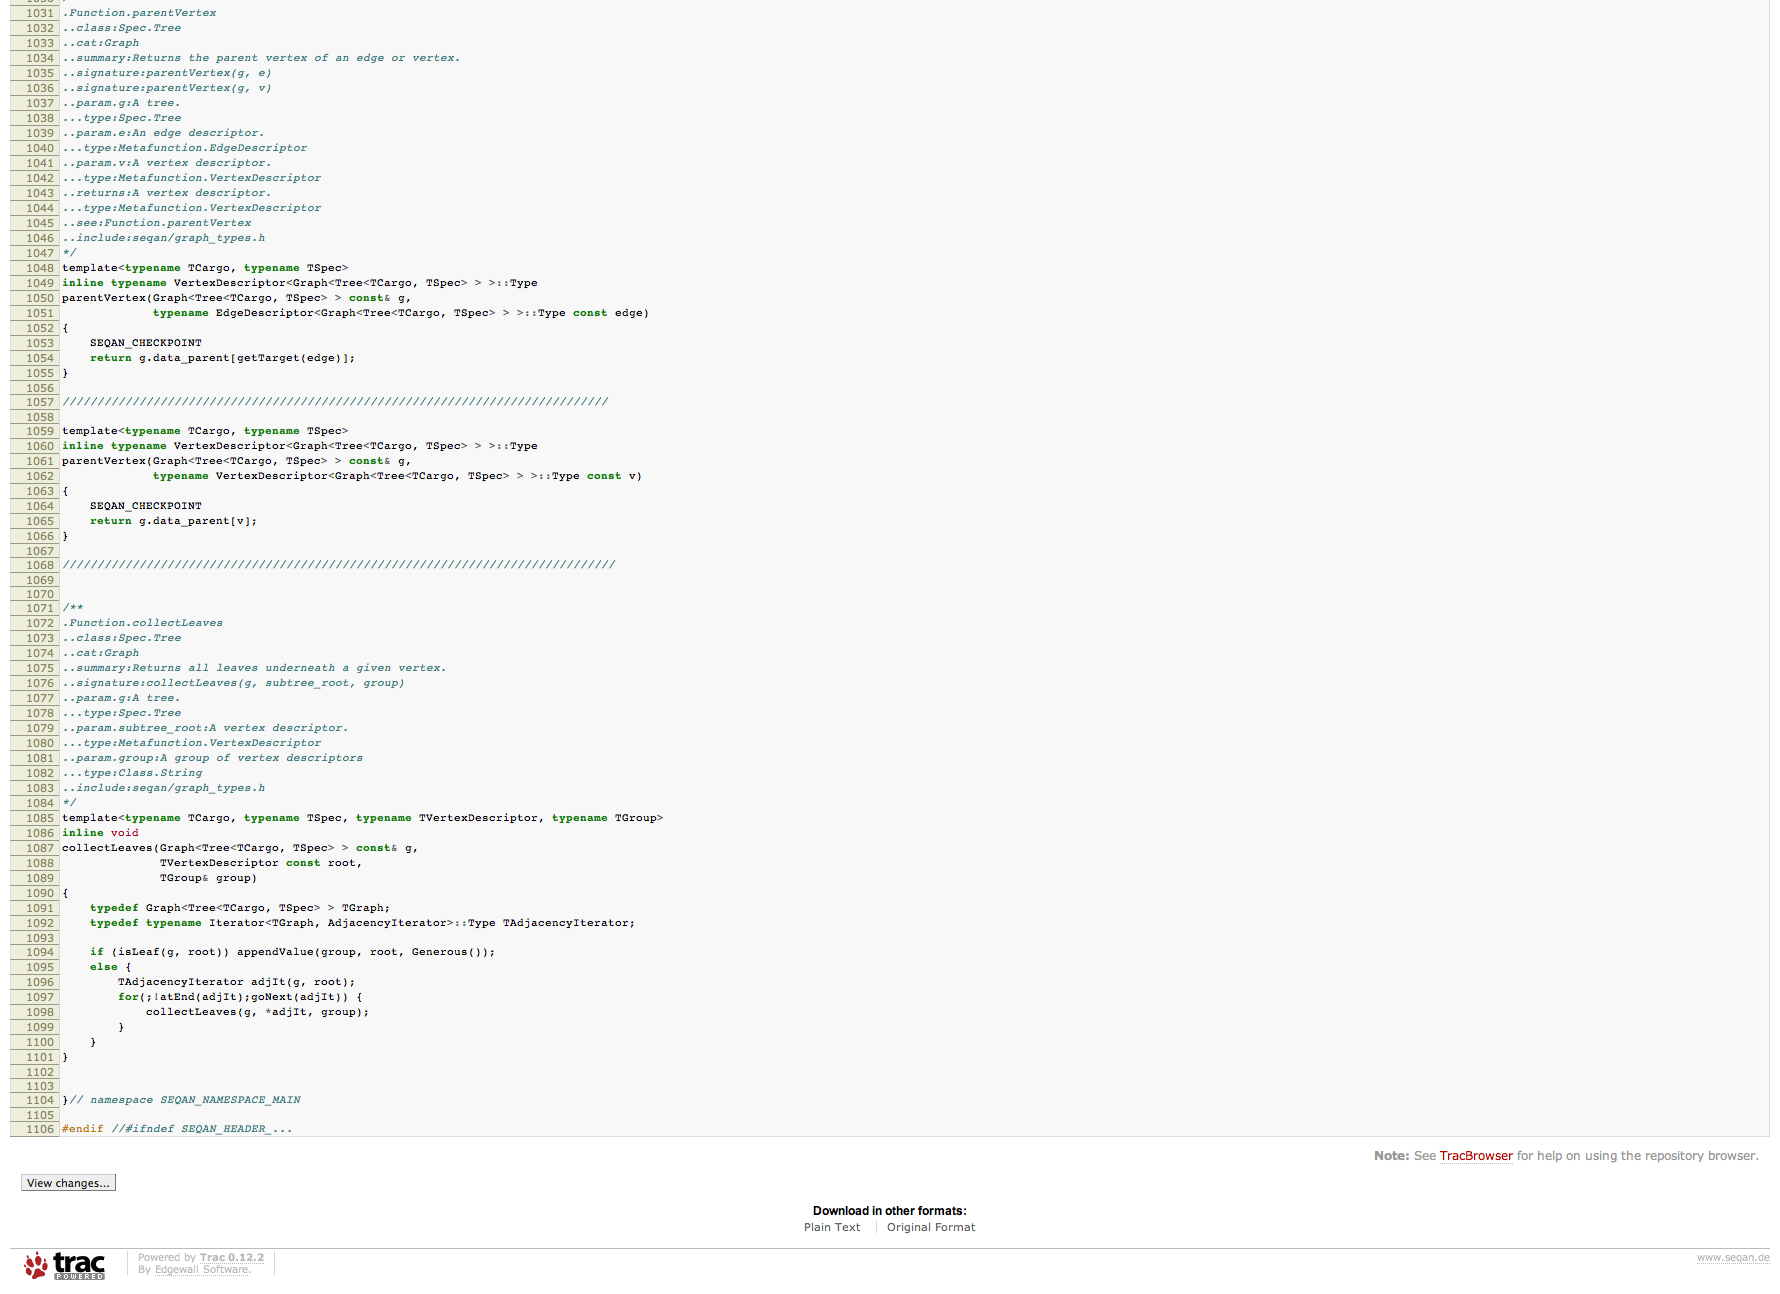 1031 .Function.parentVertex
1032 ..class:Spec.Tree
1033 ..cat:Graph
1034 ..summary:Returns the parent vertex of an edge or vertex.
1035 ..signature:parentVertex(g, e)
1036 ..signature:parentVertex(g, v)
1037 ..param.g:A tree.
1038 ...type:Spec.Tree
1039 ..param.e:An edge descriptor.
1040 ...type:Metafunction.EdgeDescriptor
1041 ..param.v:A vertex descriptor.
1042 ...type:Metafunction.VertexDescriptor
1043 ..returns:A vertex descriptor.
1044 ...type:Metafunction.VertexDescriptor
1045 ..see:Function.parentVertex
1046 ..include:seqan/graph_types.h
1047 */
1048 template<typename TCargo, typename TSpec>
1049 inline typename VertexDescriptor<Graph<Tree<TCargo, TSpec> > >::Type
1050 parentVertex(Graph<Tree<TCargo, TSpec> > const& g,
1051 typename EdgeDescriptor<Graph<Tree<TCargo, TSpec> > >::Type const edge)
1052 {
1053 SEQAN_CHECKPOINT
1054 return g.data_parent[getTarget(edge)];
1055 }
1056
1057 //////////////////////////////////////////////////////////////////////////////
1058
1059 template<typename TCargo, typename TSpec>
1060 inline typename VertexDescriptor<Graph<Tree<TCargo, TSpec> > >::Type
1061 parentVertex(Graph<Tree<TCargo, TSpec> > const& g,
1062 typename VertexDescriptor<Graph<Tree<TCargo, TSpec> > >::Type const v)
1063 {
1064 SEQAN_CHECKPOINT
1065 return g.data_parent[v];
1066 }
1067
1068 ///////////////////////////////////////////////////////////////////////////////
1069
1070
1071 /**
1072 .Function.collectLeaves
1073 ..class:Spec.Tree
1074 ..cat:Graph
1075 ..summary:Returns all leaves underneath a given vertex.
1076 ..signature:collectLeaves(g, subtree_root, group)
1077 ..param.g:A tree.
1078 ...type:Spec.Tree
1079 ..param.subtree_root:A vertex descriptor.
1080 ...type:Metafunction.VertexDescriptor
1081 ..param.group:A group of vertex descriptors
1082 ...type:Class.String
1083 ..include:seqan/graph_types.h
1084 */
1085 template<typename TCargo, typename TSpec, typename TVertexDescriptor, typename TGroup>
1086 inline void
1087 collectLeaves(Graph<Tree<TCargo, TSpec> > const& g,
1088 TVertexDescriptor const root,
1089 TGroup& group)
1090 {
1091 typedef Graph<Tree<TCargo, TSpec> > TGraph;
1092 typedef typename Iterator<TGraph, AdjacencyIterator>::Type TAdjacencyIterator;
1093
1094 if (isLeaf(g, root)) appendValue(group, root, Generous());
1095 else {
1096 TAdjacencyIterator adjIt(g, root);
1097 for(;!atEnd(adjIt);goNext(adjIt)) {
1098 collectLeaves(g, *adjIt, group);
1099 }
1100 }
1101 }
1102
1103
1104 }// namespace SEQAN_NAMESPACE_MAIN
1105
1106 #endif //#ifndef SEQAN_HEADER_...
Note: See TracBrowser for help on using the repository browser.
View changes...
Download in other formats:
Plain Text
Original Format
trac
POWERED
Powered by Trac 0.12.2
By Edgewall Software.
www.seqan.de